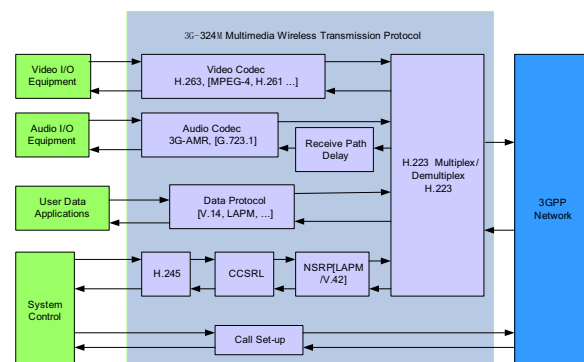 3G-324M Multimedia Wireless Transmission Protocol
Video I/O
Equipment
Video Codec
H.263, [MPEG-4, H.261 ...]
Audio I/O
Equipment
Audio Codec
3G-AMR, [G.723.1]
Receive Path
Delay
H.223 Multiplex/
Demultiplex
H.223
3GPP
Network
User Data
Applications
Data Protocol
[V.14, LAPM, ...]
System
Control
H.245
CCSRL
NSRP[LAPM
/V.42]
Call Set-up